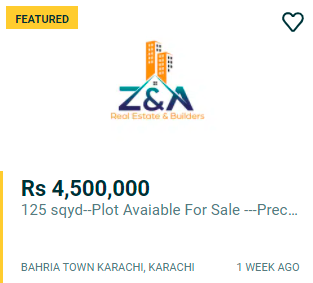 FEATURED
Z&A
Real Estate & Builders
Rs 4,500,000
125 sqyd--Plot Avaiable For Sale ---Prec...
BAHRIA TOWN KARACHI, KARACHI
1 WEEK AGO